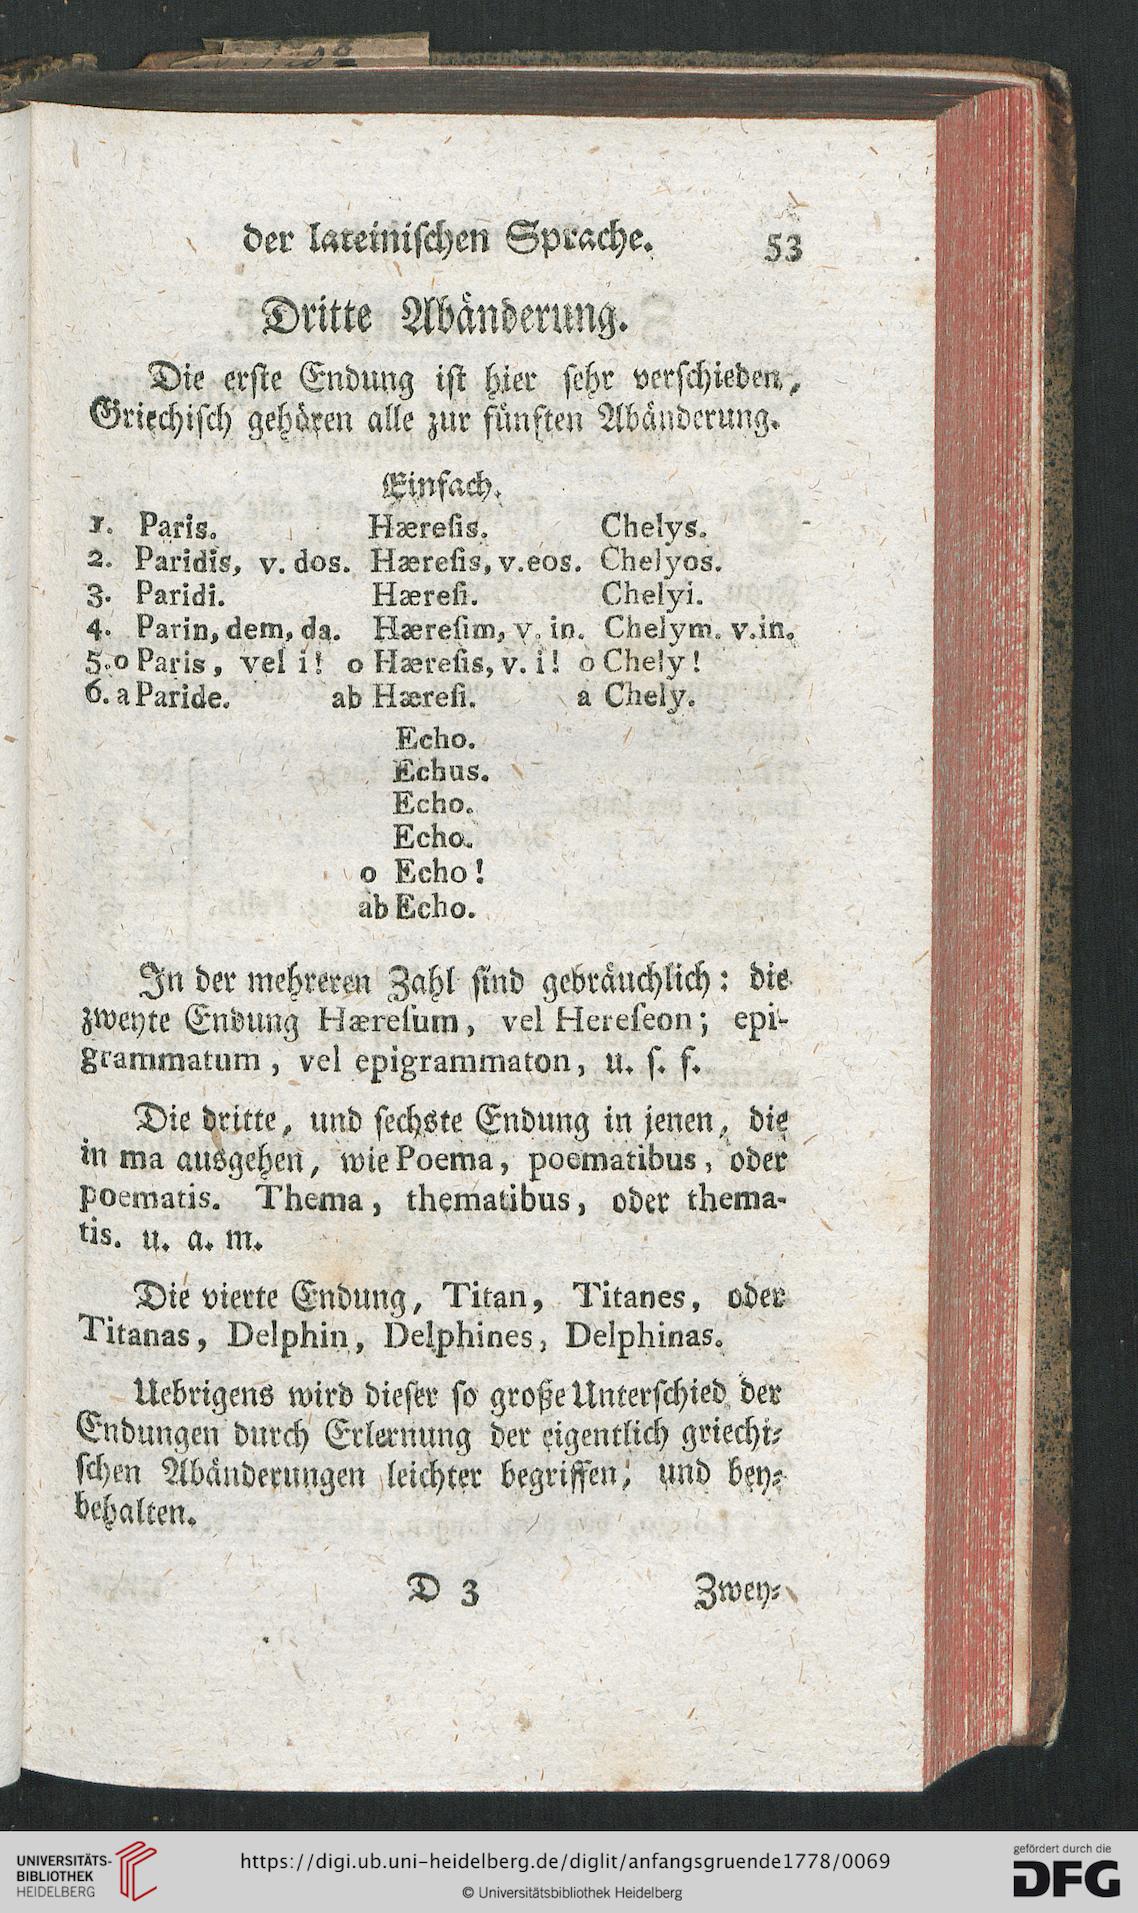 der lateiniſchen Sprache. 53
Dritte Abänderung.
Die erſte Endung iſt hier ſehr verſchieden,
Griechiſch gehören alle zur fünften Abänderung.
Einfach.
1. Paris. Hæreſis. Chelys.
2. Paridis, v. dos. Hæreſis, v. eos. Chelyos.
3. Paridi. Hæreſi. Chelyi.
4. Parin, dem, da. Hæreſim, v. in. Chelym. v. in.
5. o Paris, vel i! o Hæreſis, v. i! o Chely!
6. a Paride. ab Hæreſi. a Chely.
Echo.
Echus.
Echo.
Echo.
o Echo!
ab Echo.
In der mehreren Zahl ſind gebräuchlich: die
zweyte Endung Hæreſum, vel Hereſeon; epi-
grammatum, vel epigrammaton, u. ſ. f.
Die dritte, und ſechste Endung in jenen, die
in ma ausgehen, wie Poema, poematibus, oder
poematis. Thema, thematibus, oder thema-
tis. u. a. m.
Die vierte Endung, Titan, Titanes, oder
Titanas, Delphin, Delphines, Delphinas.
Uebrigens wird dieſer ſo große Unterſchied der
Endungen durch Erlernung der eigentlich griechi-
ſchen Abänderungen leichter begriffen, und bey-
behalten.
D 3 Zwey-
UNIVERSITÄTS-
BIBLIOTHEK
HEIDELBERG
https://digi.ub.uni-heidelberg.de/diglit/anfangsgruende1778/0069
© Universitätsbibliothek Heidelberg
gefördert durch die
DFG